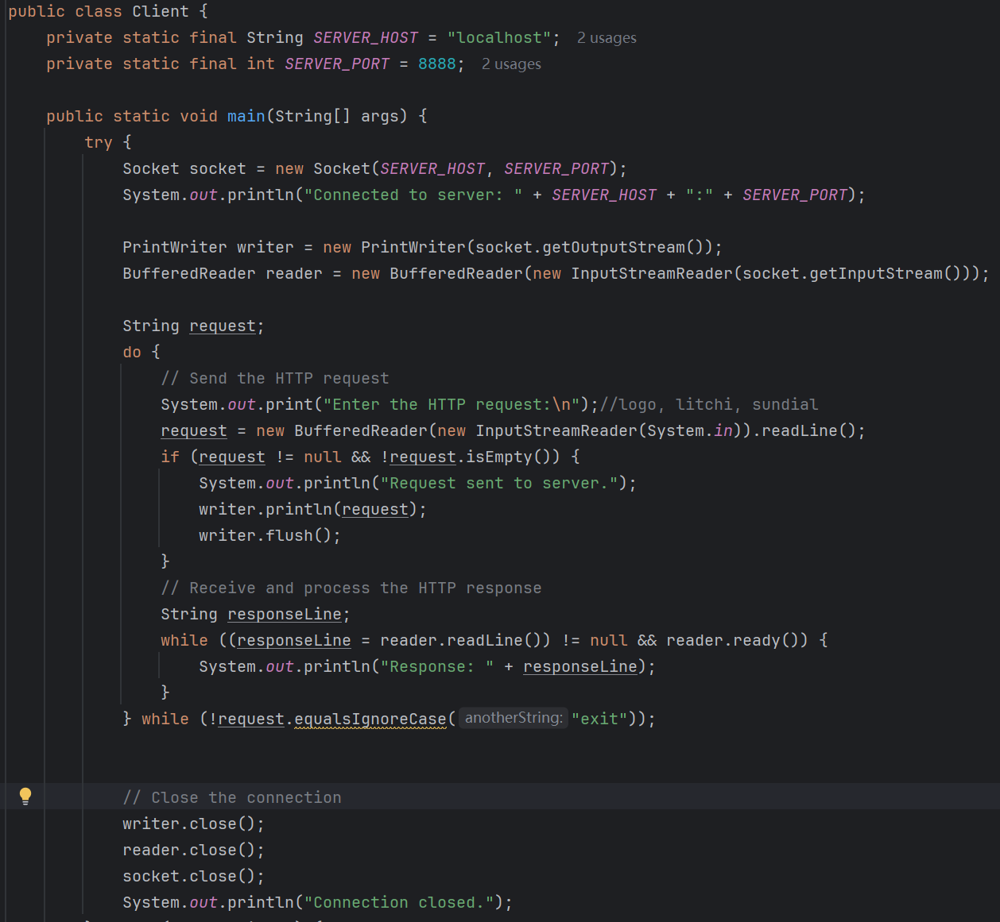 public class Client {
    private static final String SERVER_HOST = "localhost";  2 usages
    private static final int SERVER_PORT = 8888;  2 usages

    public static void main(String[] args) {
        try {
            Socket socket = new Socket(SERVER_HOST, SERVER_PORT);
            System.out.println("Connected to server: " + SERVER_HOST + ":" + SERVER_PORT);

            PrintWriter writer = new PrintWriter(socket.getOutputStream());
            BufferedReader reader = new BufferedReader(new InputStreamReader(socket.getInputStream()));

            String request;
            do {
                // Send the HTTP request
                System.out.print("Enter the HTTP request:\n");//logo, litchi, sundial
                request = new BufferedReader(new InputStreamReader(System.in)).readLine();
                if (request != null && !request.isEmpty()) {
                    System.out.println("Request sent to server.");
                    writer.println(request);
                    writer.flush();
                }
                // Receive and process the HTTP response
                String responseLine;
                while ((responseLine = reader.readLine()) != null && reader.ready()) {
                    System.out.println("Response: " + responseLine);
                }
            } while (!request.equalsIgnoreCase( anotherString: "exit"));

            // Close the connection
            writer.close();
            reader.close();
            socket.close();
            System.out.println("Connection closed.");